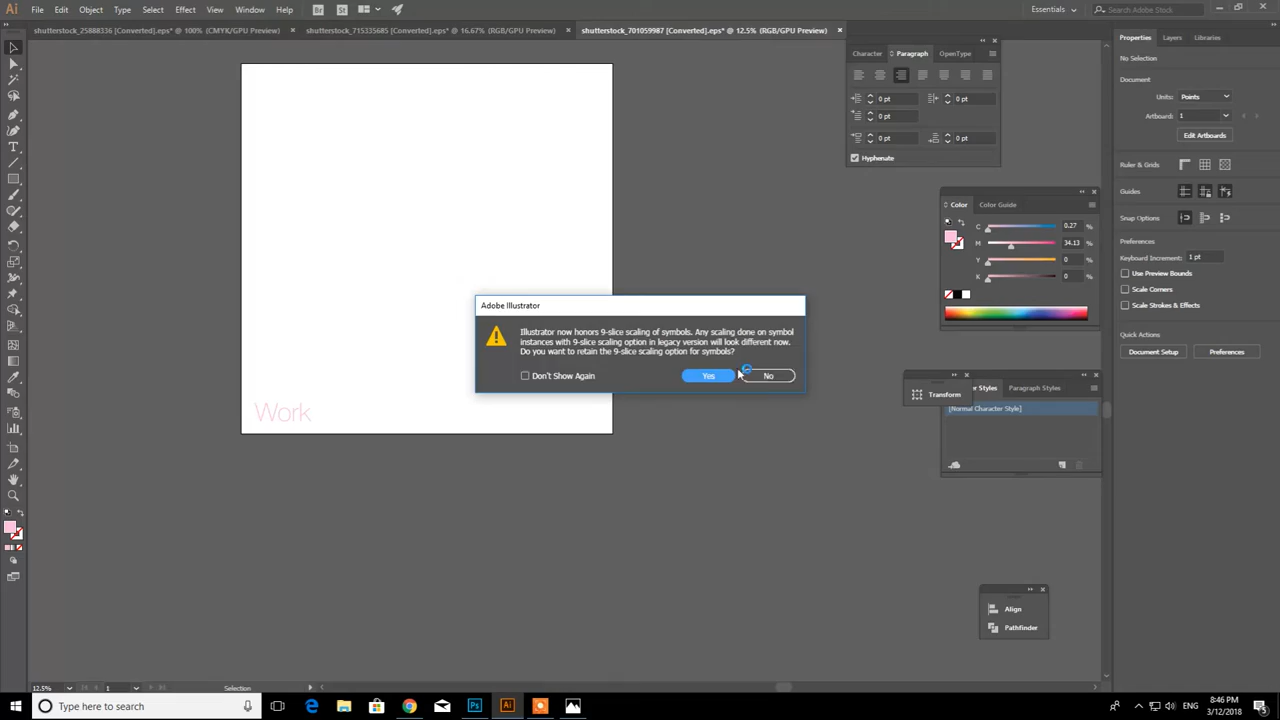 Ai File Edit Object Type Select Effect View Window Help Br St Essentials Search Adobe Stock
shutterstock_25888336 [Converted].eps* @ 100% (CMYK/GPU Preview) × shutterstock_715335685 [Converted].eps* @ 16.67% (RGB/GPU Preview) × shutterstock_701059987 [Converted].eps* @ 12.5% (RGB/GPU Preview) ×
Properties Layers Libraries
Character Paragraph OpenType
No Selection
Document
Units: Points
0 pt 0 pt
Artboard: 1
0 pt
Edit Artboards
0 pt 0 pt
Hyphenate
Ruler & Grids
Guides
Color Color Guide
Snap Options
C 0.27 %
M 34.13 %
Y 0 %
K 0 %
Preferences
Keyboard Increment: 1 pt
Use Preview Bounds
Scale Corners
Scale Strokes & Effects
Quick Actions
Document Setup Preferences
Adobe Illustrator
Illustrator now honors 9-slice scaling of symbols. Any scaling done on symbol
instances with 9-slice scaling option in legacy version will look different now.
Do you want to retain the 9-slice scaling option for symbols?
Don't Show Again Yes No
er Styles Paragraph Styles
Transform
[Normal Character Style]
Work
Align
Pathfinder
12.5% 1 Selection
Type here to search
Ps Ai
ENG
8:46 PM
3/12/2018